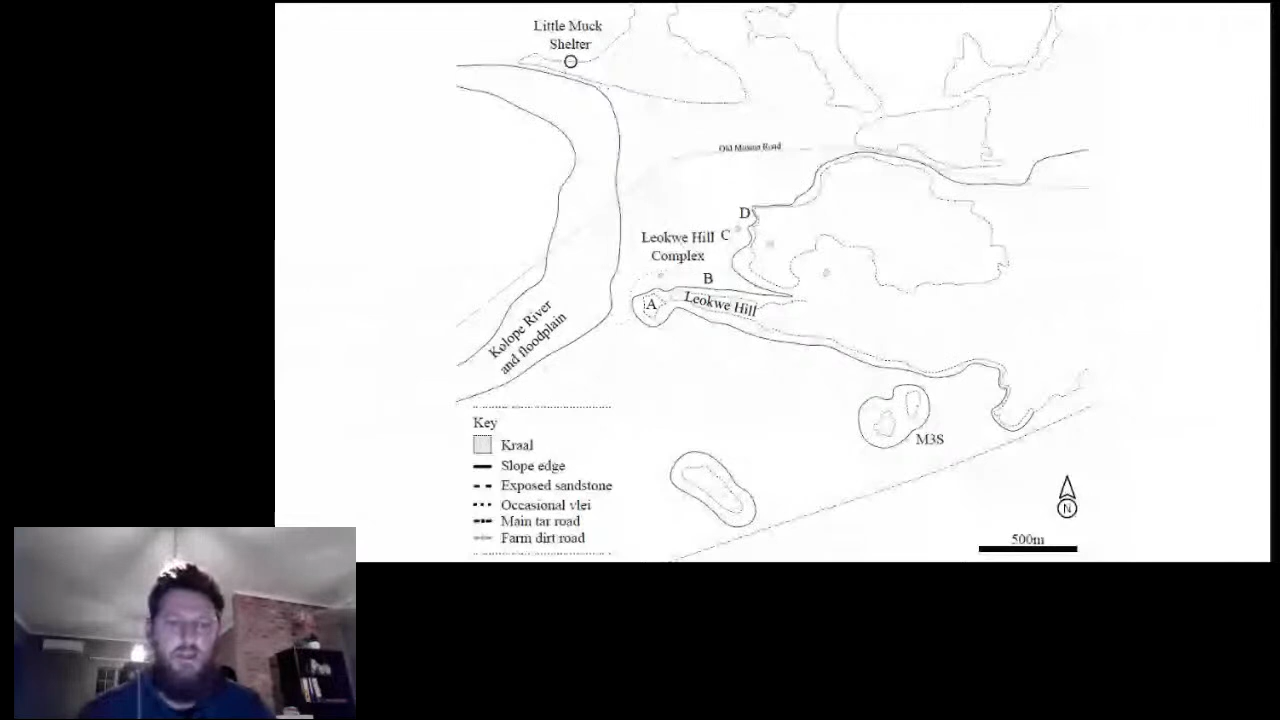 Little Muck
Shelter
Old Mission Road
D
Leokwe Hill C
Complex
B
A
Leokwe Hill
Kolope River
and floodplain
M3S
Key
Kraal
Slope edge
Exposed sandstone
Occasional vlei
Main tar road
Farm dirt road
N
500m